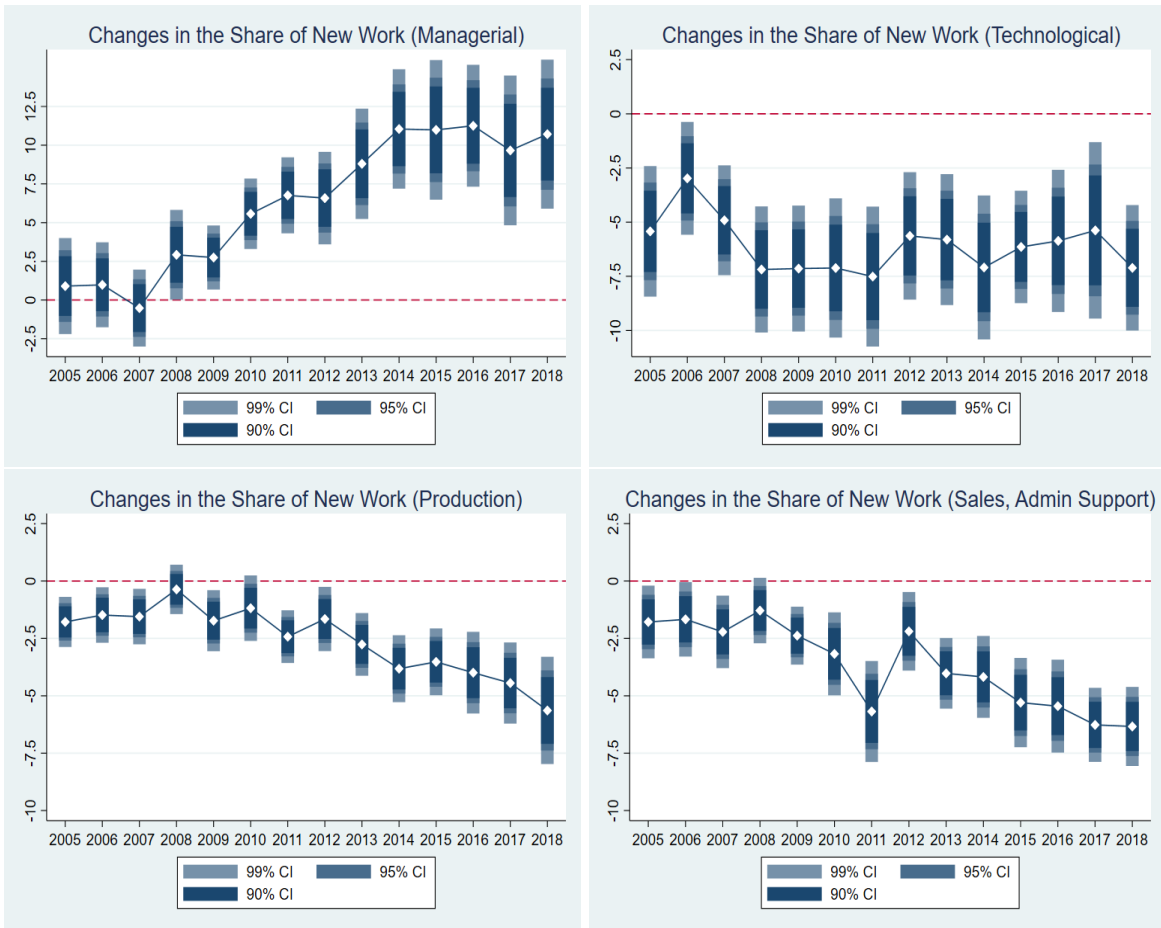 Changes in the Share of New Work (Managerial)
12.5
10
7.5
5
2.5
0
-2.5
2005 2006 2007 2008 2009 2010 2011 2012 2013 2014 2015 2016 2017 2018
99% CI 95% CI
90% CI
Changes in the Share of New Work (Technological)
2.5
0
-2.5
-5
-7.5
-10
2005 2006 2007 2008 2009 2010 2011 2012 2013 2014 2015 2016 2017 2018
99% CI 95% CI
90% CI
Changes in the Share of New Work (Production)
2.5
0
-2.5
-5
-7.5
-10
2005 2006 2007 2008 2009 2010 2011 2012 2013 2014 2015 2016 2017 2018
99% CI 95% CI
90% CI
Changes in the Share of New Work (Sales, Admin Support)
2.5
0
-2.5
-5
-7.5
-10
2005 2006 2007 2008 2009 2010 2011 2012 2013 2014 2015 2016 2017 2018
99% CI 95% CI
90% CI